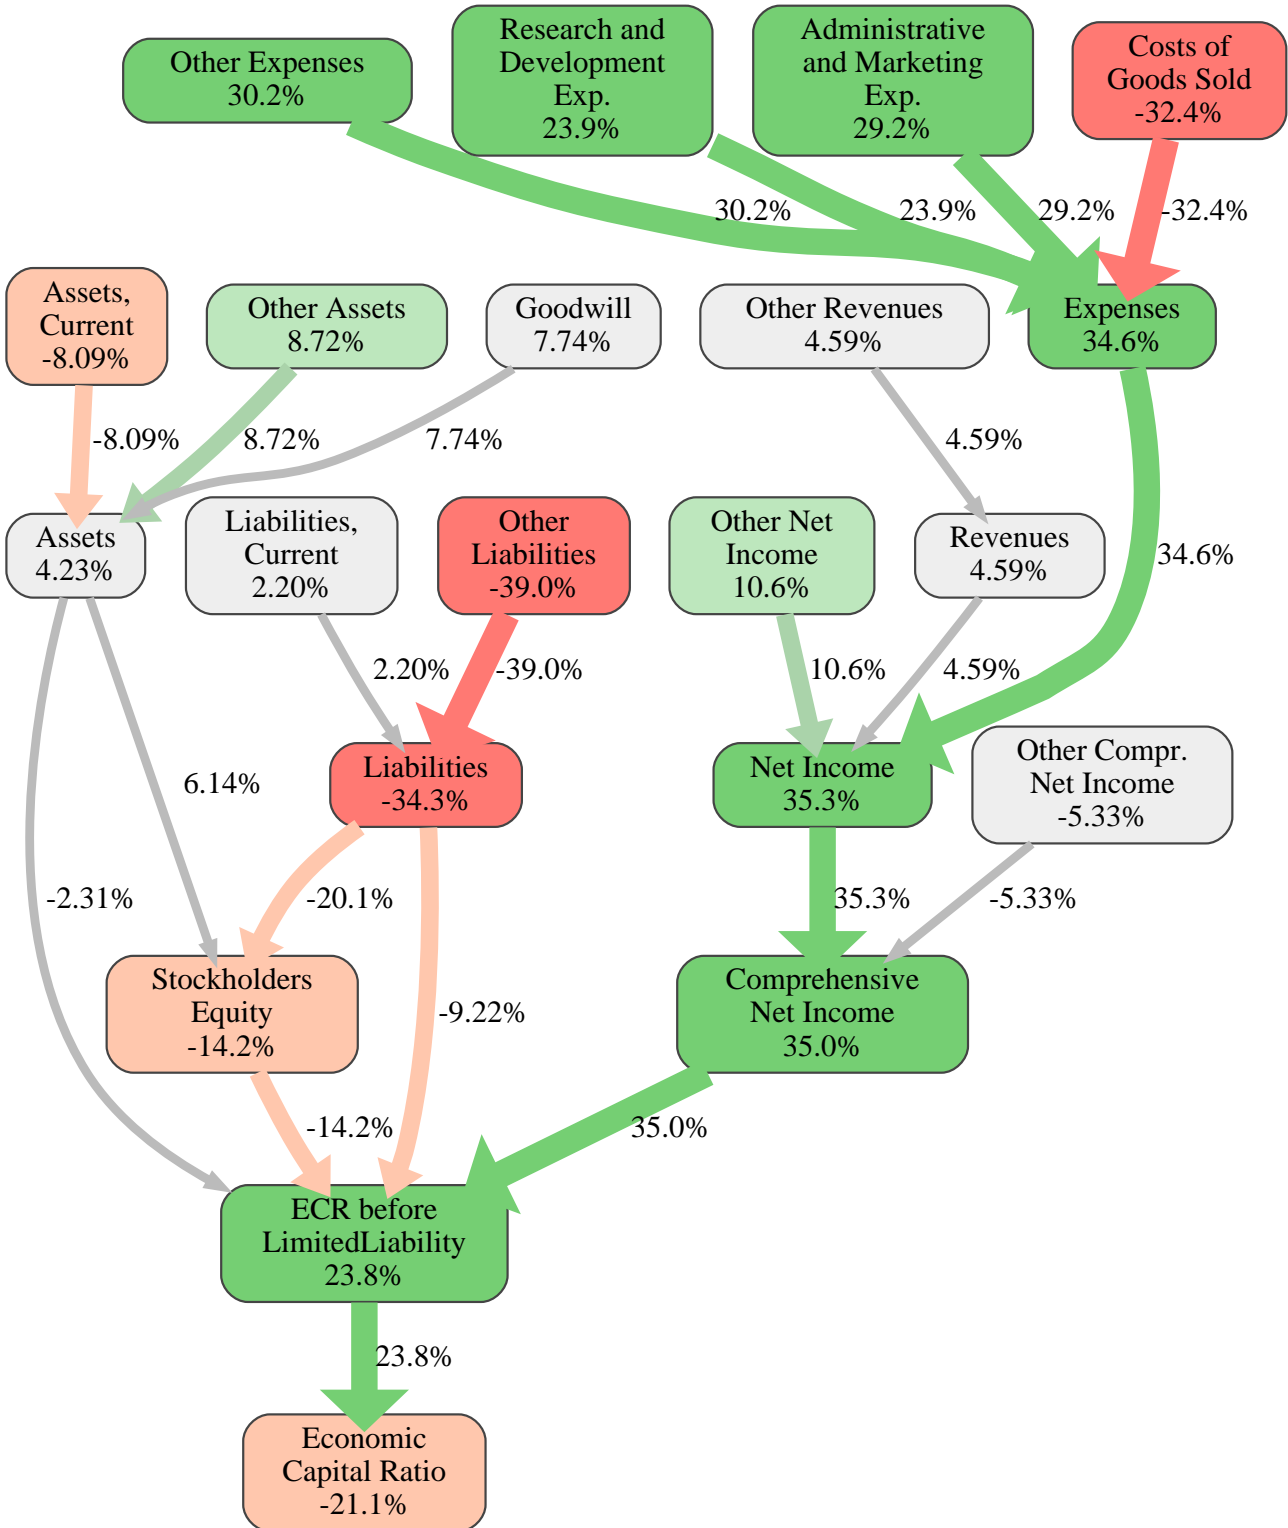 Other Expenses
30.2%
Research and
Development
Exp.
23.9%
Administrative
and Marketing
Exp.
29.2%
Costs of
Goods Sold
-32.4%
30.2%
23.9%
29.2%
-32.4%
Assets,
Current
-8.09%
Other Assets
8.72%
Goodwill
7.74%
Other Revenues
4.59%
Expenses
34.6%
-8.09%
8.72%
7.74%
4.59%
34.6%
Assets
4.23%
Liabilities,
Current
2.20%
Other
Liabilities
-39.0%
Other Net
Income
10.6%
Revenues
4.59%
2.20%
-39.0%
10.6%
4.59%
Liabilities
-34.3%
Net Income
35.3%
Other Compr.
Net Income
-5.33%
6.14%
-2.31%
-20.1%
-9.22%
35.3%
-5.33%
Stockholders
Equity
-14.2%
Comprehensive
Net Income
35.0%
-14.2%
35.0%
ECR before
LimitedLiability
23.8%
23.8%
Economic
Capital Ratio
-21.1%